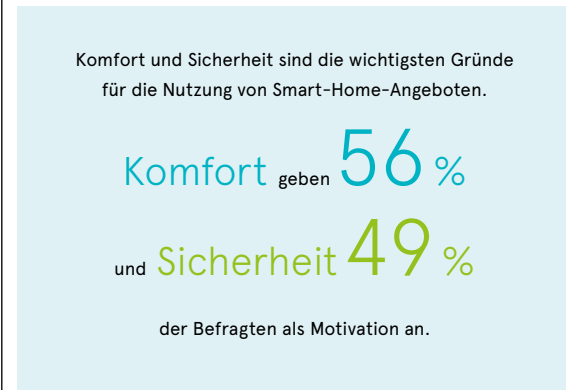 Komfort und Sicherheit sind die wichtigsten Gründe
für die Nutzung von Smart-Home-Angeboten.
Komfort geben 56 %
und Sicherheit 49 %
der Befragten als Motivation an.